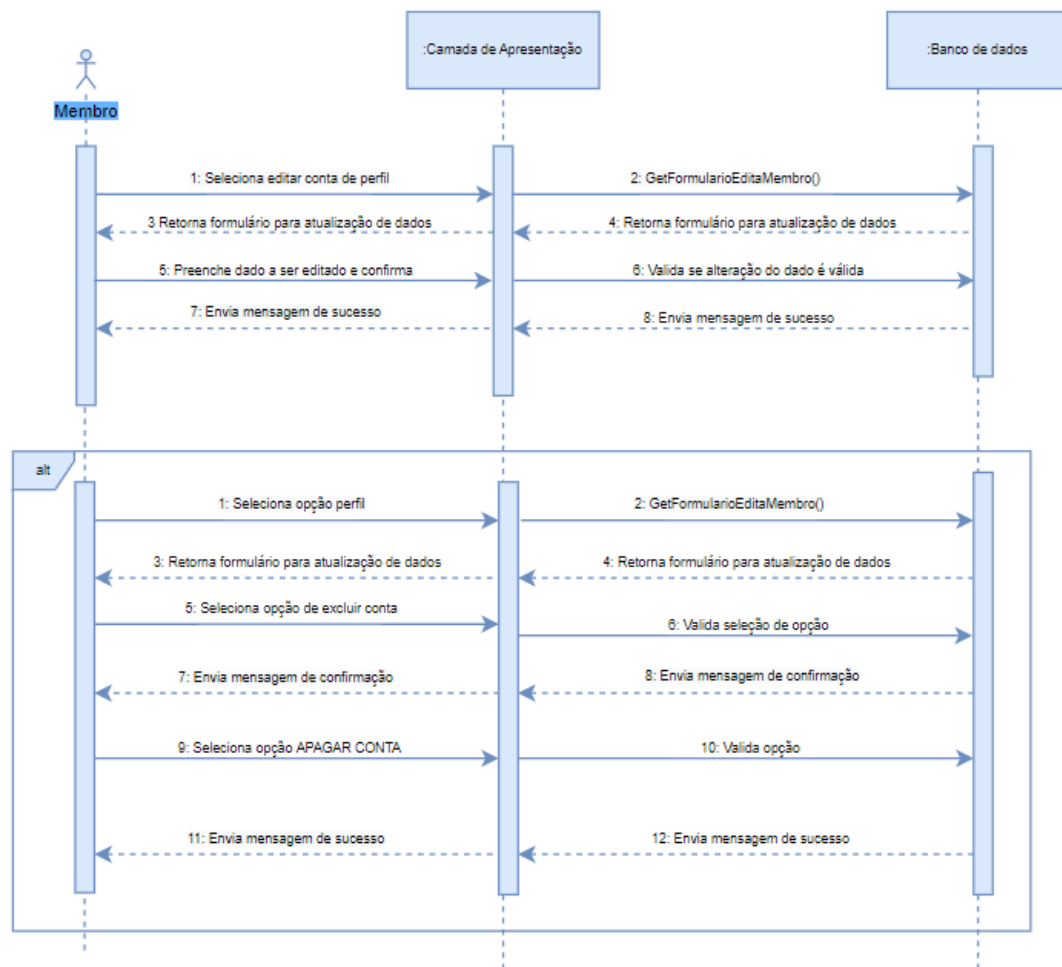 :Camada de Apresentação
:Banco de dados
Membro
1: Seleciona editar conta de perfil
2: GetFormularioEditaMembro()
3 Retorna formulário para atualização de dados
4: Retorna formulário para atualização de dados
5: Preenche dado a ser editado e confirma
6: Valida se alteração do dado é válida
7: Envia mensagem de sucesso
8: Envia mensagem de sucesso
alt
1: Seleciona opção perfil
2: GetFormularioEditaMembro()
3: Retorna formulário para atualização de dados
4: Retorna formulário para atualização de dados
5: Seleciona opção de excluir conta
6: Valida seleção de opção
7: Envia mensagem de confirmação
8: Envia mensagem de confirmação
9: Seleciona opção APAGAR CONTA
10: Valida opção
11: Envia mensagem de sucesso
12: Envia mensagem de sucesso